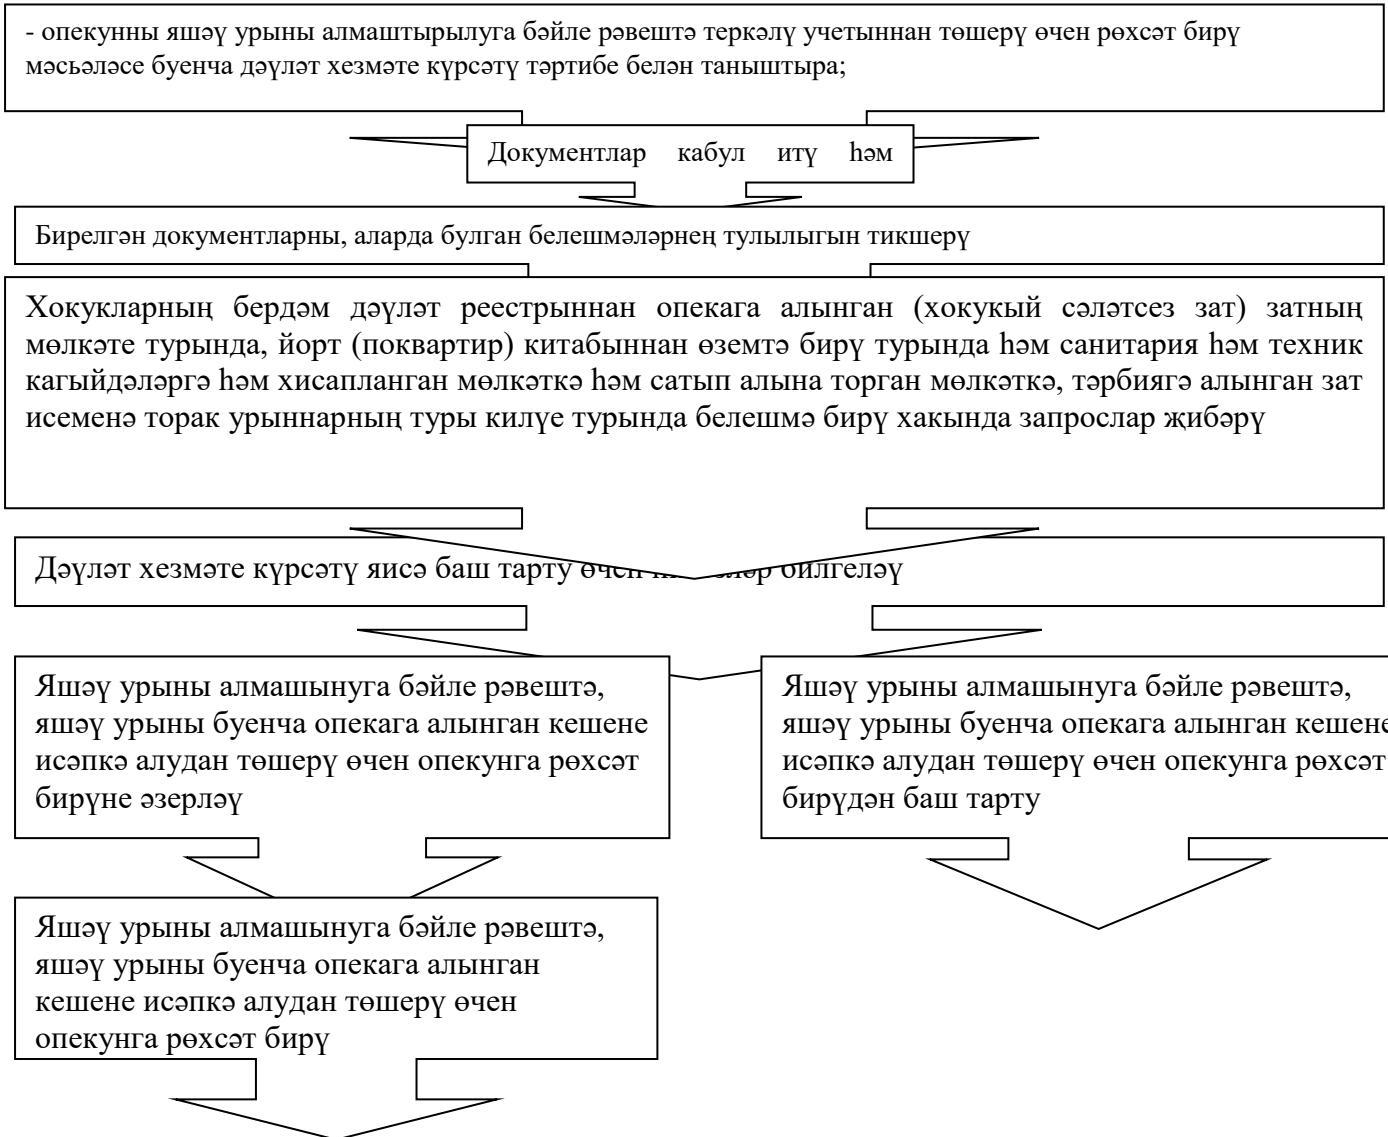 - опекунны яшәү урыны алмаштырылуга бәйле рәвештә теркәлү учетыннан төшерү өчен рөхсәт бирү
мәсьәләсе буенча дәүләт хезмәте күрсәтү тәртибе белән таныштыра;
Документлар кабул итү һәм
Бирелгән документларны, аларда булган белешмәләрнең тулылыгын тикшерү
Хокукларның бердәм дәүләт реестрыннан опекага алынган (хокукый сәләтсез зат) затның
мөлкәте турында, йорт (поквартир) китабыннан өземтә бирү турында һәм санитария һәм техник
кагыйдәләргә һәм хисапланган мөлкәткә һәм сатып алына торган мөлкәткә, тәрбиягә алынган зат
исеменә торак урыннарның туры килүе турында белешмә бирү хакында запрослар җибәрү
Дәүләт хезмәте күрсәтү яисә баш тарту өчен билгеләү
Яшәү урыны алмашынуга бәйле рәвештә,
яшәү урыны буенча опекага алынган кешене
исәпкә алудан төшерү өчен опекунга рөхсәт
бирүне әзерләү
Яшәү урыны алмашынуга бәйле рәвештә,
яшәү урыны буенча опекага алынган кешене
исәпкә алудан төшерү өчен опекунга рөхсәт
бирүдән баш тарту
Яшәү урыны алмашынуга бәйле рәвештә,
яшәү урыны буенча опекага алынган
кешене исәпкә алудан төшерү өчен
опекунга рөхсәт бирү